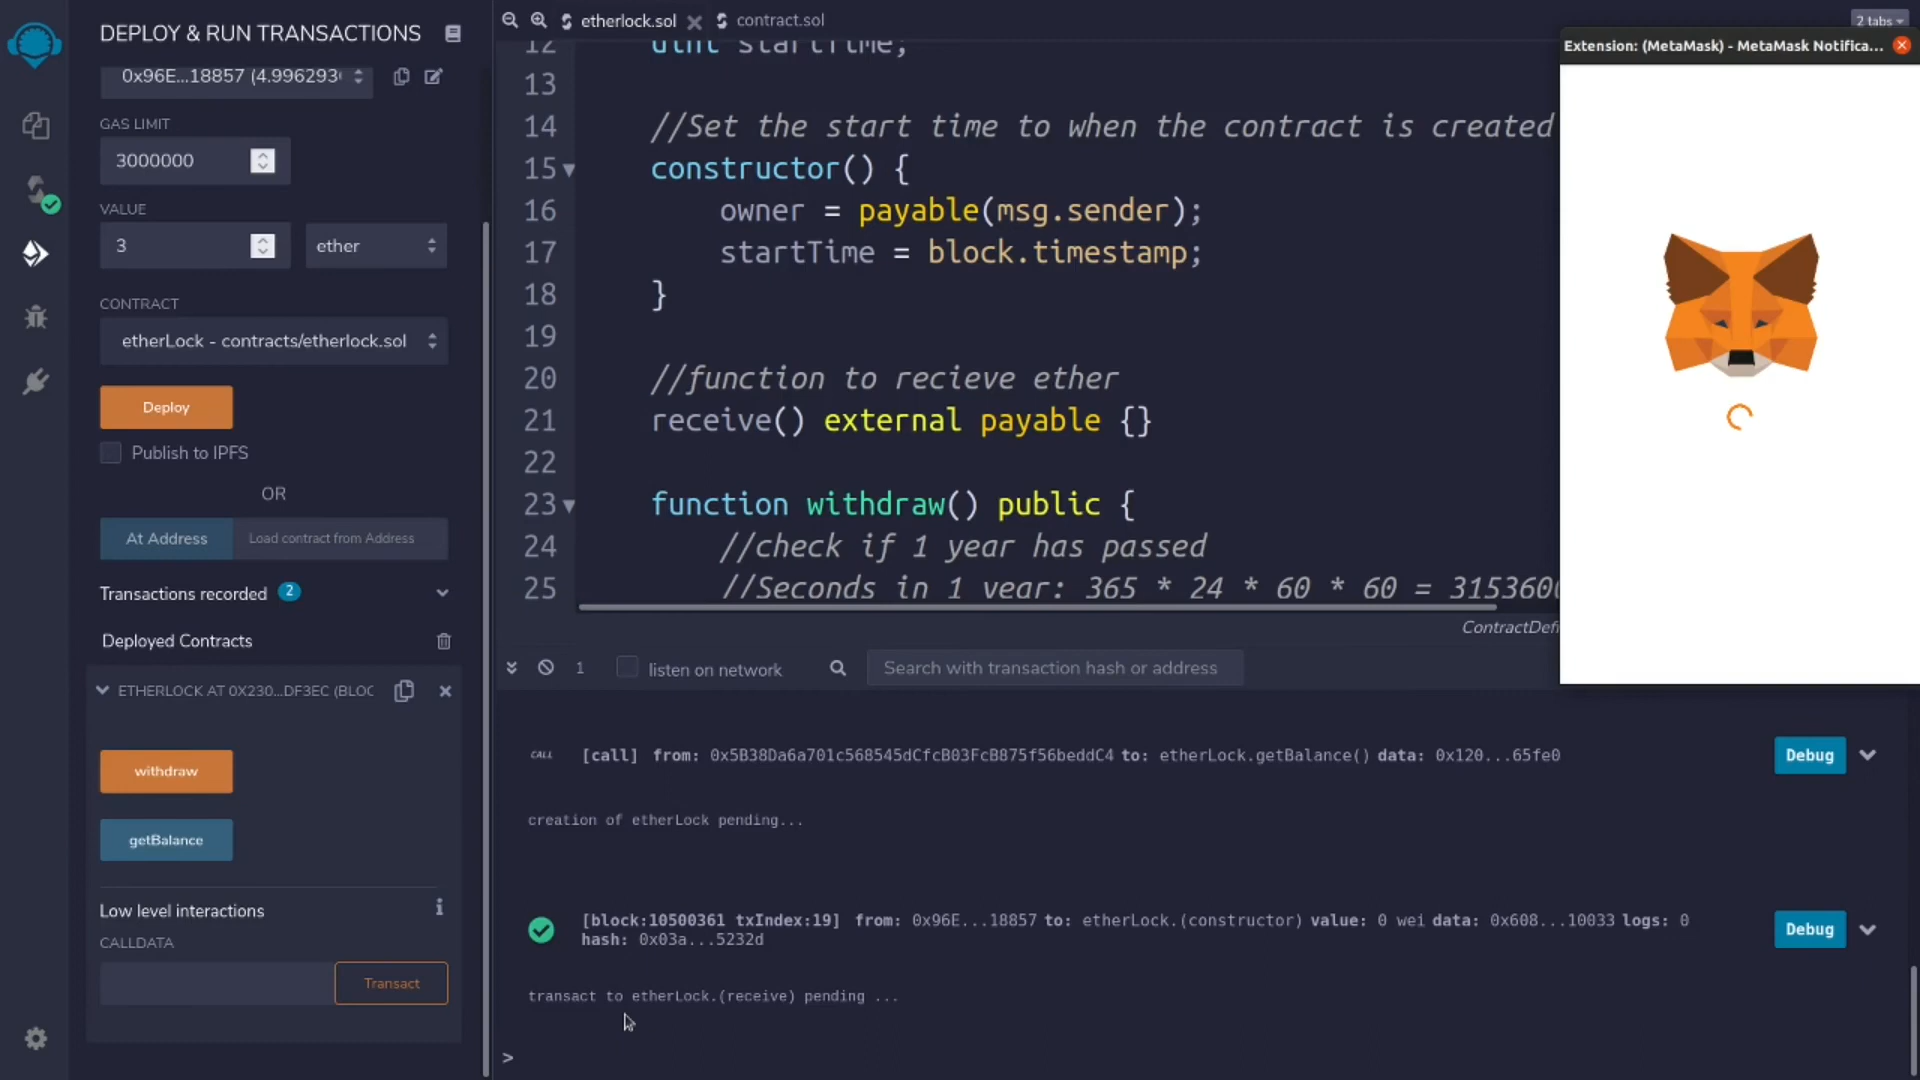 DEPLOY & RUN TRANSACTIONS
0x96E...18857 (4.996293
GAS LIMIT
3000000
VALUE
3
ether
CONTRACT
etherLock - contracts/etherlock.sol
Deploy
Publish to IPFS
OR
At Address
Load contract from Address
Transactions recorded 2
Deployed Contracts
ETHERLOCK AT 0X230...DF3EC (BLOC
withdraw
getBalance
Low level interactions
i
CALLDATA
Transact
etherlock.sol
contract.sol
2 tabs
12 uint startTime;
13
14 //Set the start time to when the contract is created
15 constructor() {
16 owner = payable(msg.sender);
17 startTime = block.timestamp;
18 }
19
20 //function to recieve ether
21 receive() external payable {}
22
23 function withdraw() public {
24 //check if 1 year has passed
25 //Seconds in 1 year: 365 * 24 * 60 * 60 = 3153600
ContractDefi
1
listen on network
Search with transaction hash or address
CALL [call] from: 0x5B38Da6a701c568545dCfcB03FcB875f56beddC4 to: etherLock.getBalance() data: 0x120...65fe0
Debug
creation of etherLock pending...
[block:10500361 txIndex:19] from: 0x96E...18857 to: etherLock.(constructor) value: 0 wei data: 0x608...10033 logs: 0
hash: 0x03a...5232d
Debug
transact to etherLock.(receive) pending ...
>
Extension: (MetaMask) - MetaMask Notifica...